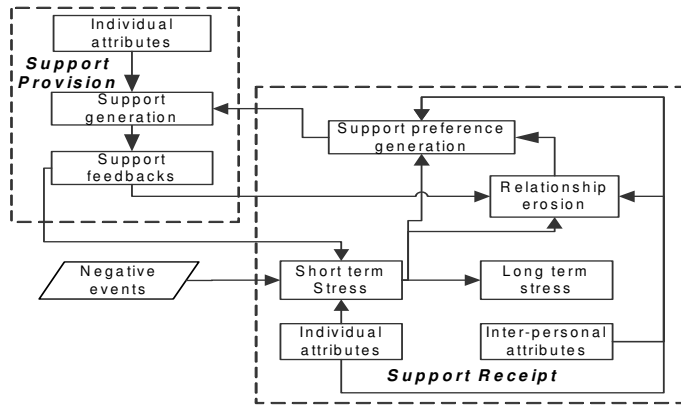 Individual
attributes
Support
Provision
Support
generation
Support
feedbacks
Support preference
generation
Relationship
erosion
Negative
events
Short term
Stress
Long term
stress
Individual
attributes
Inter-personal
attributes
Support Receipt